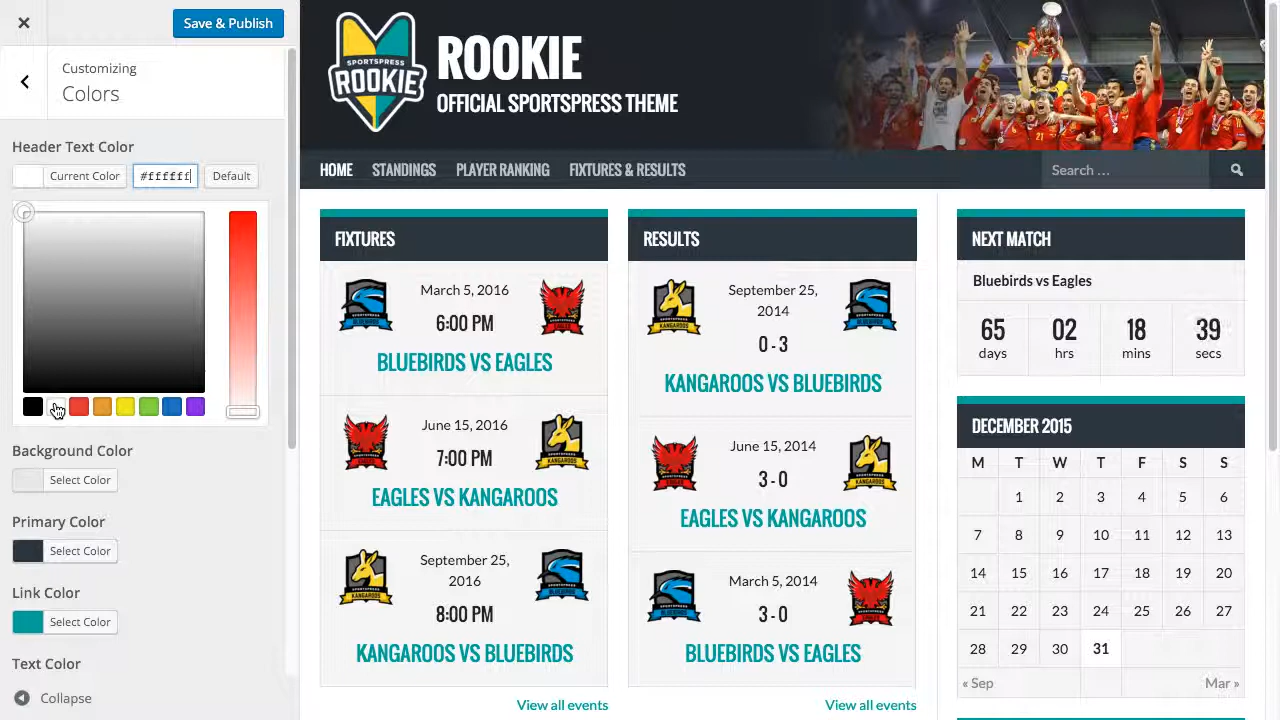 Save & Publish
Customizing
Colors
Header Text Color
Current Color
#ffffff
Default
Background Color
Select Color
Primary Color
Select Color
Link Color
Select Color
Text Color
Collapse
SPORTSPRESS
ROOKIE
ROOKIE
OFFICIAL SPORTSPRESS THEME
HOME STANDINGS PLAYER RANKING FIXTURES & RESULTS
Search ...
FIXTURES
March 5, 2016
6:00 PM
BLUEBIRDS VS EAGLES
June 15, 2016
7:00 PM
EAGLES VS KANGAROOS
September 25,
2016
8:00 PM
KANGAROOS VS BLUEBIRDS
View all events
RESULTS
September 25,
2014
0 - 3
KANGAROOS VS BLUEBIRDS
June 15, 2014
3 - 0
EAGLES VS KANGAROOS
March 5, 2014
3 - 0
BLUEBIRDS VS EAGLES
View all events
NEXT MATCH
Bluebirds vs Eagles
65 02 18 39
days hrs mins secs
DECEMBER 2015
M T W T F S S
1 2 3 4 5 6
7 8 9 10 11 12 13
14 15 16 17 18 19 20
21 22 23 24 25 26 27
28 29 30 31
« Sep Mar »